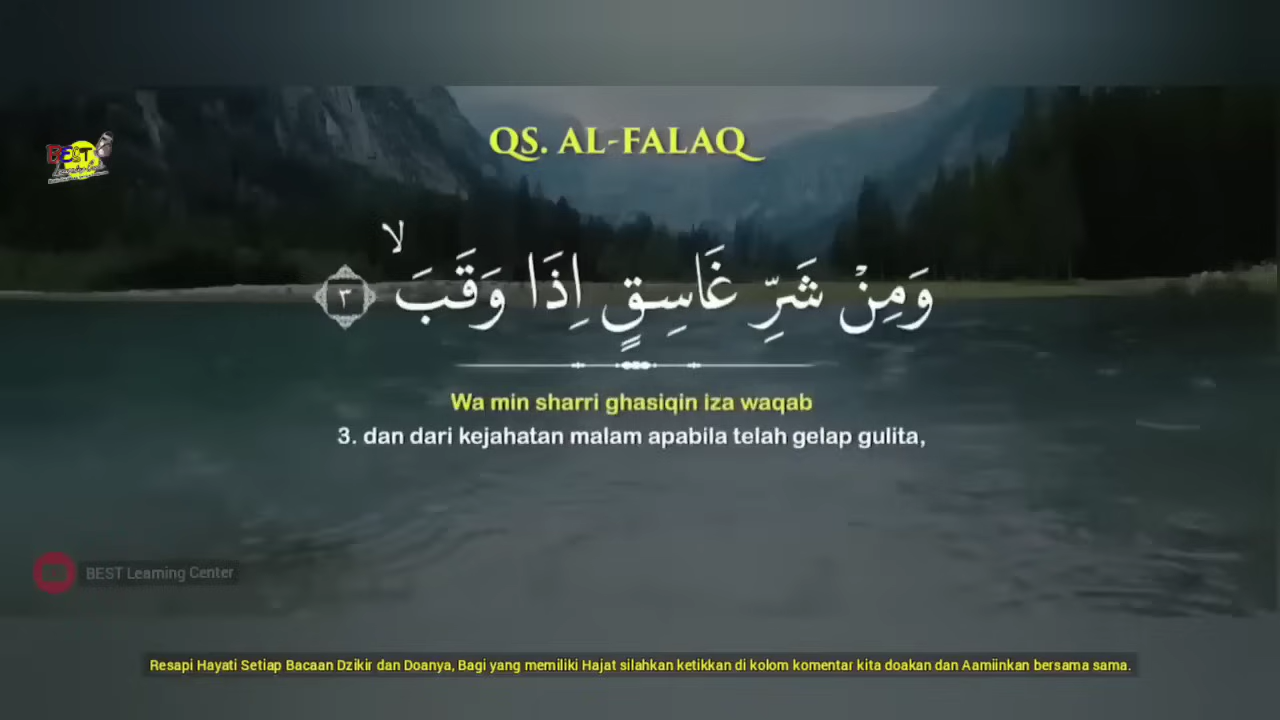 BEST
QS. AL-FALAQ
وَمِنْ شَرِّ غَاسِقٍ اِذَا وَقَبَۙ ٣
Wa min sharri ghasiqin iza waqab
3. dan dari kejahatan malam apabila telah gelap gulita,
BEST Learning Center
Resapi Hayati Setiap Bacaan Dzikir dan Doanya, Bagi yang memiliki Hajat silahkan ketikkan di kolom komentar kita doakan dan Aamiinkan bersama sama.